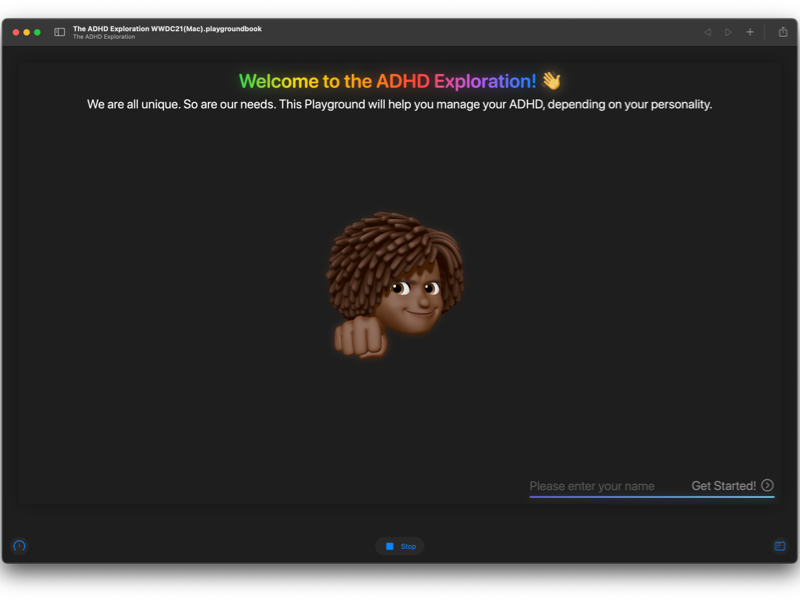 The ADHD Exploration WWDC21(Mac).playgroundbook
The ADHD Exploration
Welcome to the ADHD Exploration! 👋
We are all unique. So are our needs. This Playground will help you manage your ADHD, depending on your personality.
Please enter your name
Get Started!
Stop